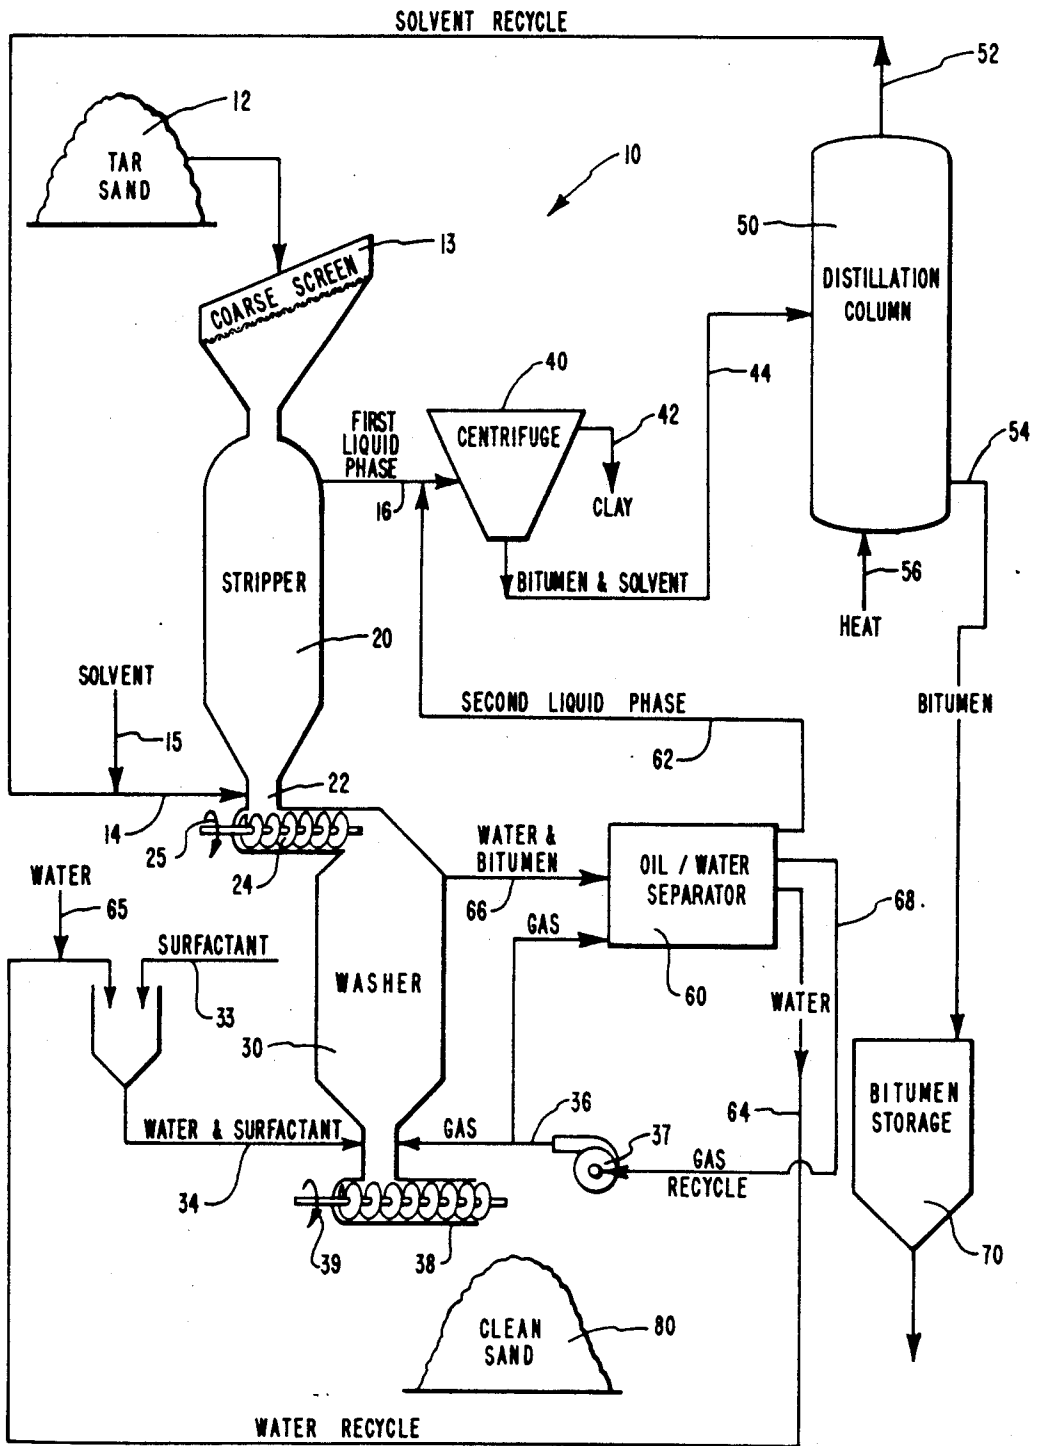 SOLVENT RECYCLE
52
12
TAR
SAND
10
13
COARSE SCREEN
50
DISTILLATION
COLUMN
40
44
FIRST
LIQUID
PHASE
CENTRIFUGE
42
54
16
CLAY
STRIPPER
BITUMEN & SOLVENT
56
HEAT
20
SOLVENT
SECOND LIQUID PHASE
BITUMEN
15
62
22
14
25
24
WATER &
BITUMEN
OIL / WATER
SEPARATOR
WATER
65
66
68
GAS
SURFACTANT
33
WASHER
60
WATER
30
BITUMEN
STORAGE
WATER & SURFACTANT
GAS
36
37
64
GAS
RECYCLE
34
39
38
70
CLEAN
SAND
80
WATER RECYCLE